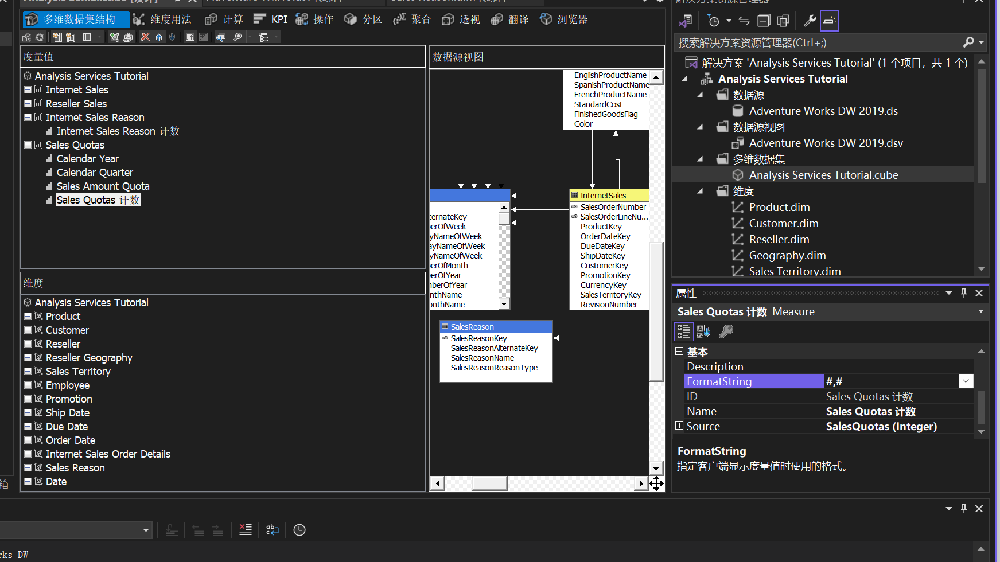 多维数据集结构 维度用法 计算 KPI 操作 分区 聚合 透视 翻译 浏览器
度量值
Analysis Services Tutorial
Internet Sales
Reseller Sales
Internet Sales Reason
Internet Sales Reason 计数
Sales Quotas
Calendar Year
Calendar Quarter
Sales Amount Quota
Sales Quotas 计数
维度
Analysis Services Tutorial
Product
Customer
Reseller
Reseller Geography
Sales Territory
Employee
Promotion
Ship Date
Due Date
Order Date
Internet Sales Order Details
Sales Reason
Date
数据源视图
EnglishProductName
SpanishProductName
FrenchProductName
StandardCost
FinishedGoodsFlag
Color
ternateKey
erOfWeek
yNameOfWeek
ayNameOfWeek
yNameOfWeek
erOfMonth
erOfYear
nberOfYear
nthName
onthName
InternetSales
SalesOrderNumber
SalesOrderLineNu...
ProductKey
OrderDateKey
DueDateKey
ShipDateKey
CustomerKey
PromotionKey
CurrencyKey
SalesTerritoryKey
RevisionNumber
SalesReason
SalesReasonKey
SalesReasonAlternateKey
SalesReasonName
SalesReasonReasonType
解决方案资源管理器
搜索解决方案资源管理器(Ctrl+;)
解决方案 'Analysis Services Tutorial' (1 个项目，共 1 个)
Analysis Services Tutorial
数据源
Adventure Works DW 2019.ds
数据源视图
Adventure Works DW 2019.dsv
多维数据集
Analysis Services Tutorial.cube
维度
Product.dim
Customer.dim
Reseller.dim
Geography.dim
Sales Territory.dim
属性
Sales Quotas 计数 Measure
基本
Description
FormatString #,#
ID Sales Quotas 计数
Name Sales Quotas 计数
Source SalesQuotas (Integer)
FormatString
指定客户端显示度量值时使用的格式。
箱
rks DW